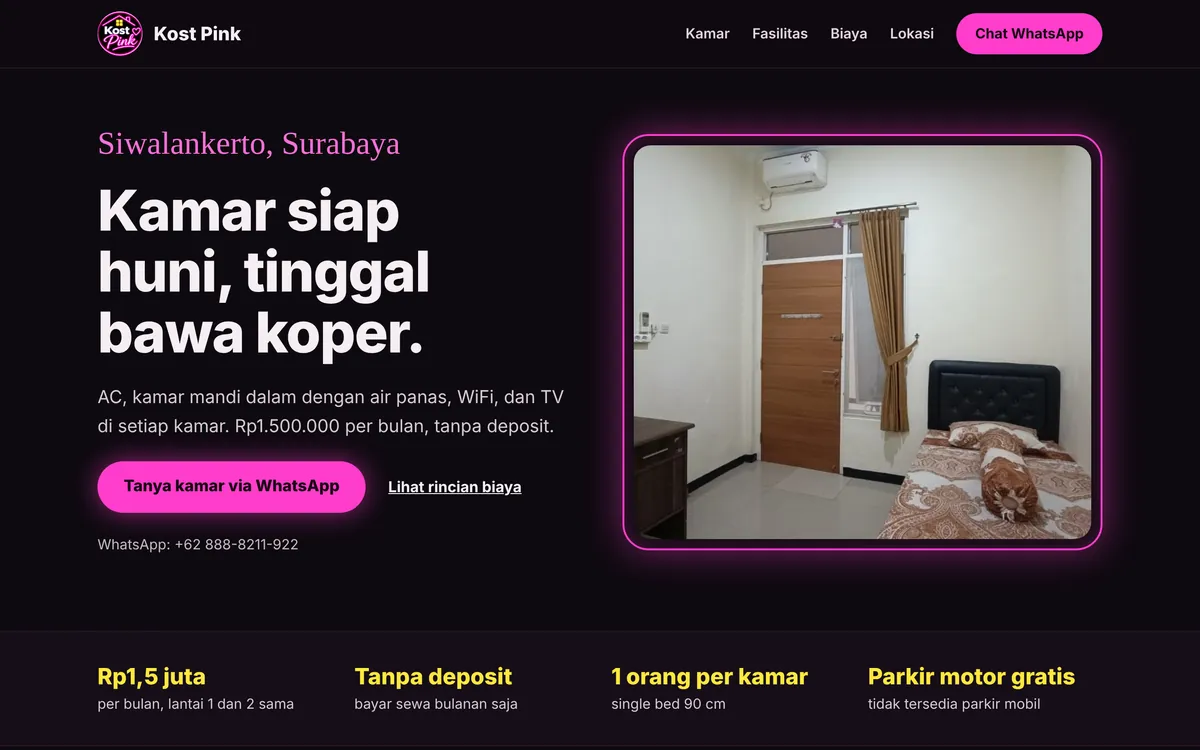 Kost Pink
Kost Pink
Kamar
Fasilitas
Biaya
Lokasi
Chat WhatsApp
Siwalankerto, Surabaya
Kamar siap
huni, tinggal
bawa koper.
AC, kamar mandi dalam dengan air panas, WiFi, dan TV
di setiap kamar. Rp1.500.000 per bulan, tanpa deposit.
Tanya kamar via WhatsApp
Lihat rincian biaya
WhatsApp: +62 888-8211-922
Rp1,5 juta
per bulan, lantai 1 dan 2 sama
Tanpa deposit
bayar sewa bulanan saja
1 orang per kamar
single bed 90 cm
Parkir motor gratis
tidak tersedia parkir mobil